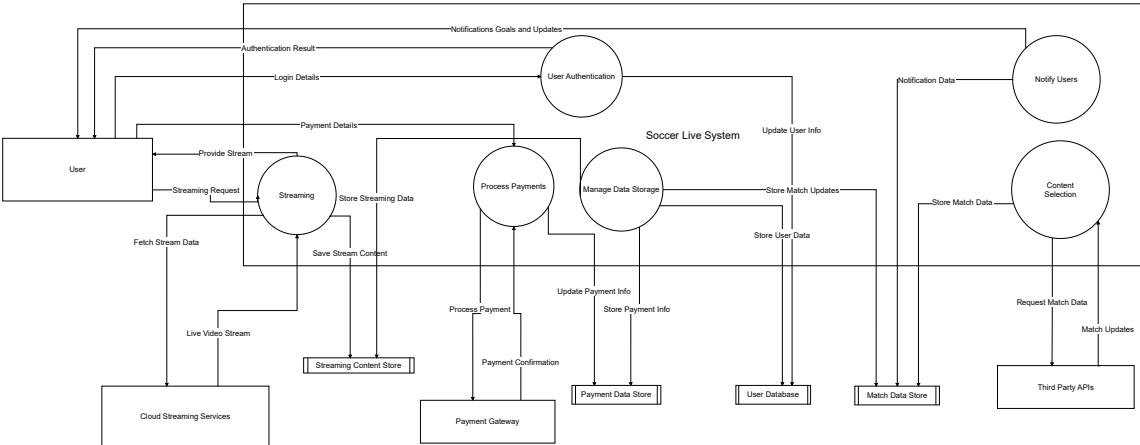 Notifications Goals and Updates
Authentication Result
User Authentication
Notify Users
Login Details
Notification Data
Payment Details
Soccer Live System
Update User Info
User
Provide Stream
Streaming Request
Streaming
Store Streaming Data
Process Payments
Manage Data Storage
Store Match Updates
Content
Selection
Store Match Data
Store User Data
Fetch Stream Data
Save Stream Content
Update Payment Info
Process Payment
Store Payment Info
Request Match Data
Live Video Stream
Match Updates
Payment Confirmation
Streaming Content Store
Payment Data Store
User Database
Match Data Store
Third Party APIs
Cloud Streaming Services
Payment Gateway